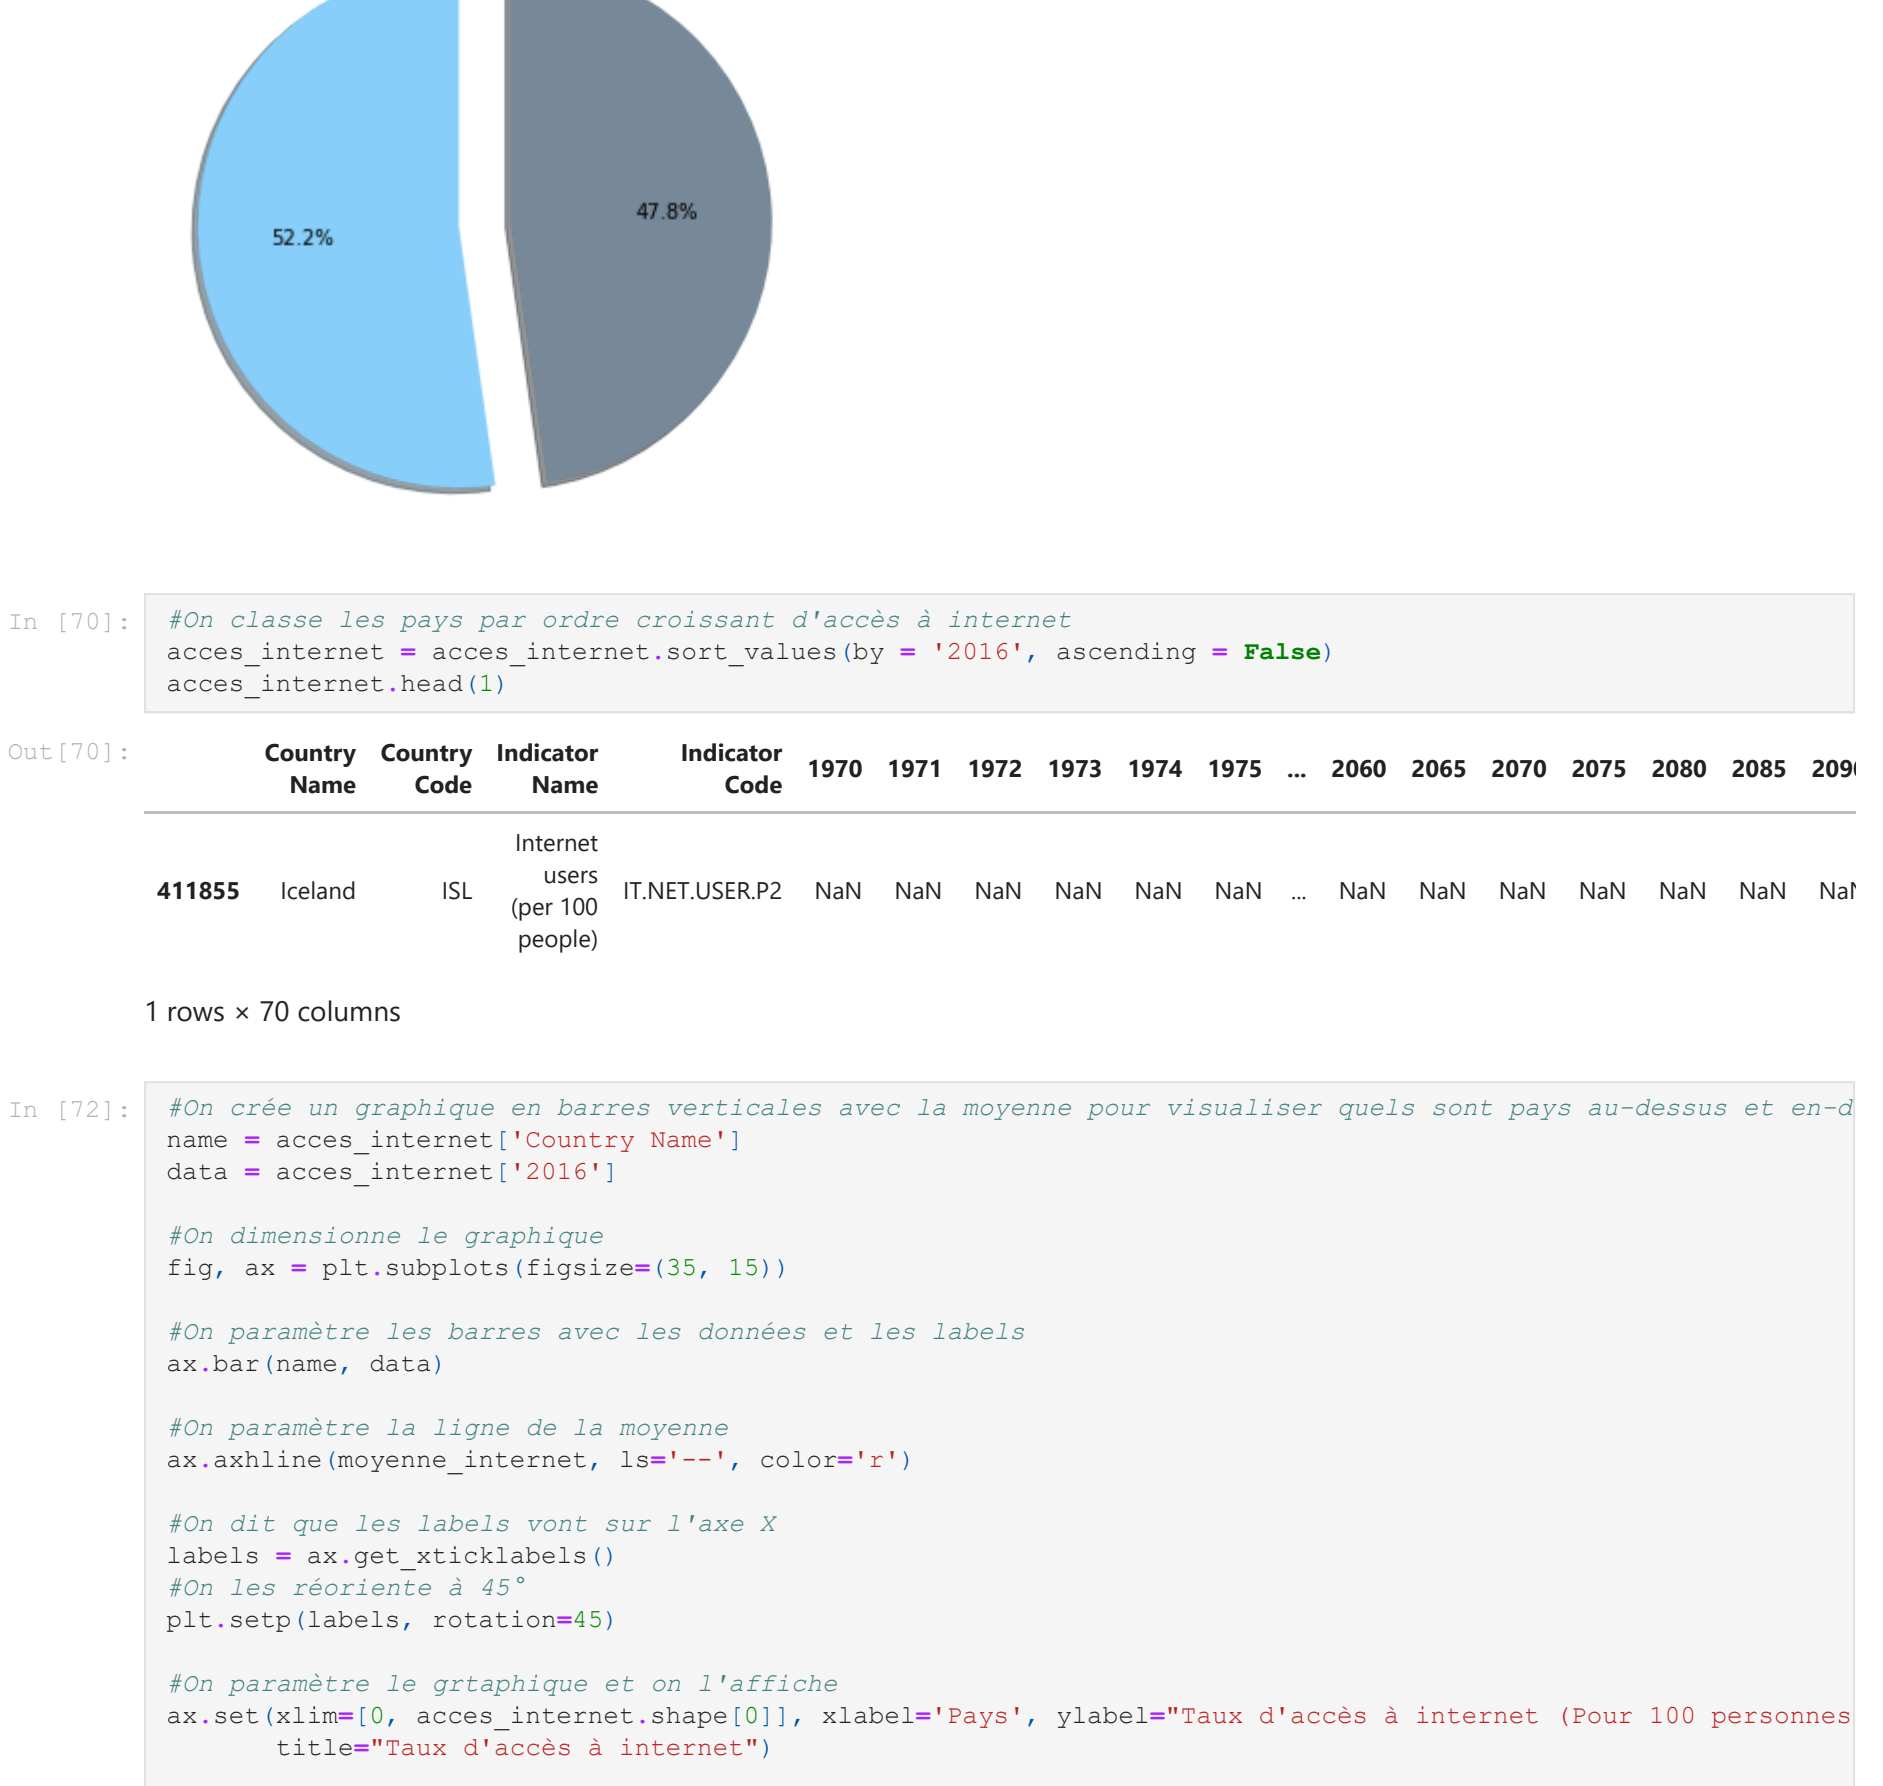 47.8%
52.2%
In [70]:
#On classe les pays par ordre croissant d'accès à internet
acces_internet = acces_internet.sort_values(by = '2016', ascending = False)
acces_internet.head(1)
Out[70]:
Country Name Country Code Indicator Name Indicator Code 1970 1971 1972 1973 1974 1975 ... 2060 2065 2070 2075 2080 2085 2090
411855 Iceland ISL Internet users (per 100 people) IT.NET.USER.P2 NaN NaN NaN NaN NaN NaN ... NaN NaN NaN NaN NaN NaN NaN
1 rows × 70 columns
In [72]:
#On crée un graphique en barres verticales avec la moyenne pour visualiser quels sont pays au-dessus et en-d
name = acces_internet['Country Name']
data = acces_internet['2016']
#On dimensionne le graphique
fig, ax = plt.subplots(figsize=(35, 15))
#On paramètre les barres avec les données et les labels
ax.bar(name, data)
#On paramètre la ligne de la moyenne
ax.axhline(moyenne_internet, ls='--', color='r')
#On dit que les labels vont sur l'axe X
labels = ax.get_xticklabels()
#On les réoriente à 45°
plt.setp(labels, rotation=45)
#On paramètre le grtaphique et on l'affiche
ax.set(xlim=[0, acces_internet.shape[0]], xlabel='Pays', ylabel="Taux d'accès à internet (Pour 100 personnes
title="Taux d'accès à internet")